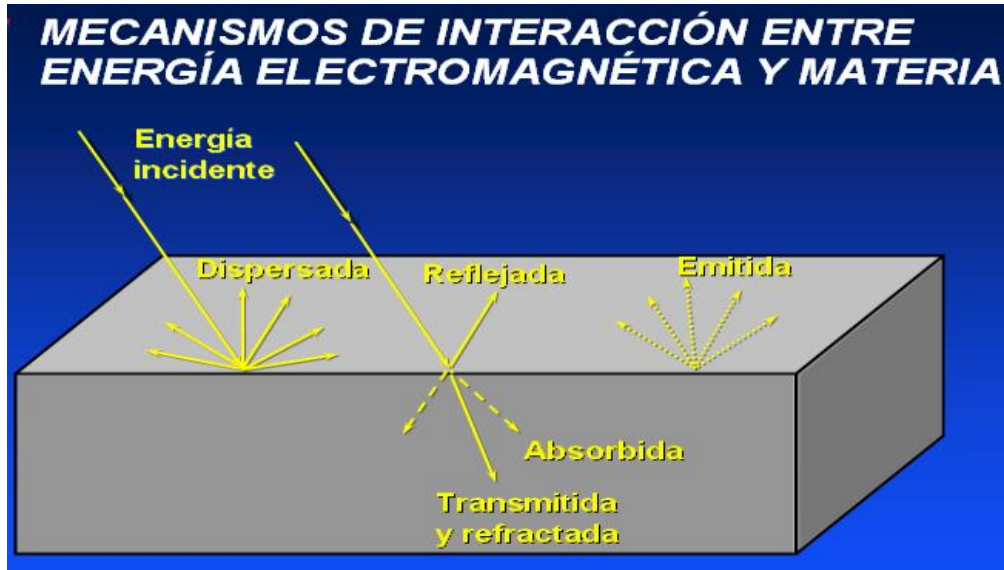 MECANISMOS DE INTERACCIÓN ENTRE
ENERGÍA ELECTROMAGNÉTICA Y MATERIA
Energía
incidente
Dispersada
Reflejada
Emitida
Absorbida
Transmitida
y refractada